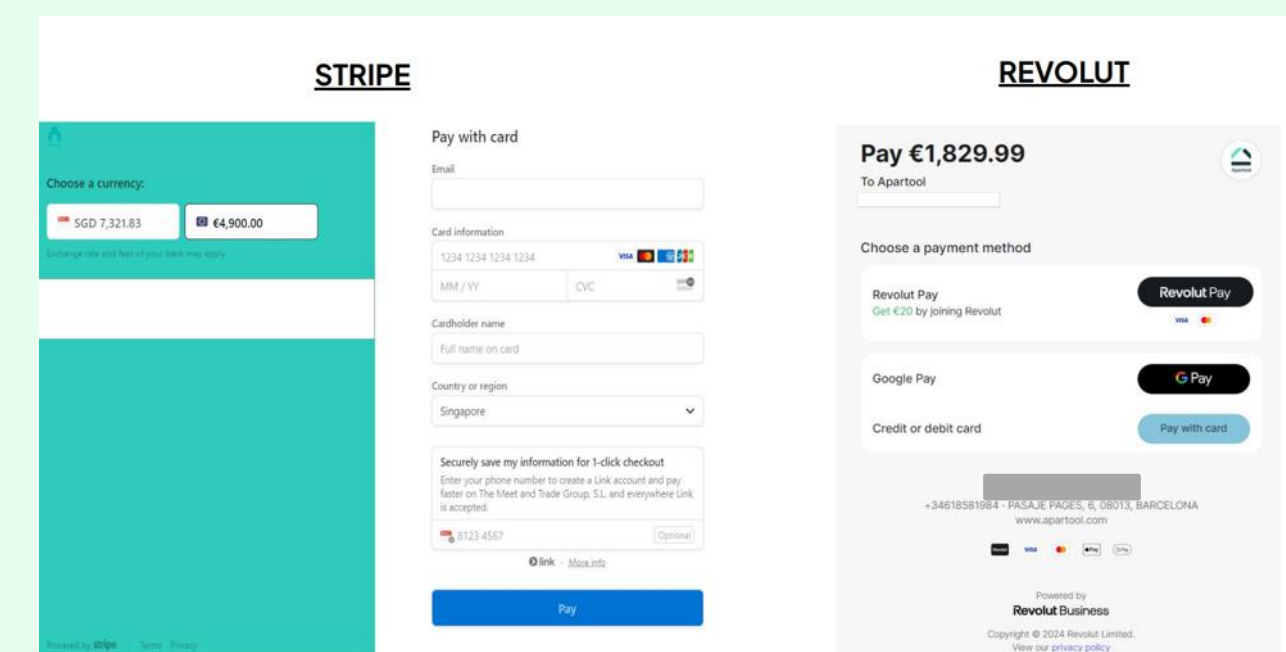 STRIPE
Choose a currency:
SGD 7,321.83
€4,900.00
Exchange rate and fees of your bank may apply.
Powered by stripe
Terms
Privacy
Pay with card
Email
Card information
1234 1234 1234 1234
VISA
MM / YY
CVC
Cardholder name
Full name on card
Country or region
Singapore
Securely save my information for 1-click checkout
Enter your phone number to create a Link account and pay
faster on The Meet and Trade Group, S.L. and everywhere Link
is accepted.
8123 4567
Optional
link · More info
Pay
REVOLUT
Pay €1,829.99
To Apartool
Apartool
Choose a payment method
Revolut Pay
Get €20 by joining Revolut
Revolut Pay
VISA
Google Pay
G Pay
Credit or debit card
Pay with card
+34618581984 - PASAJE PAGES, 6, 08013, BARCELONA
www.apartool.com
Revolut
VISA
Pay
G Pay
Powered by
Revolut Business
Copyright © 2024 Revolut Limited.
View our privacy policy